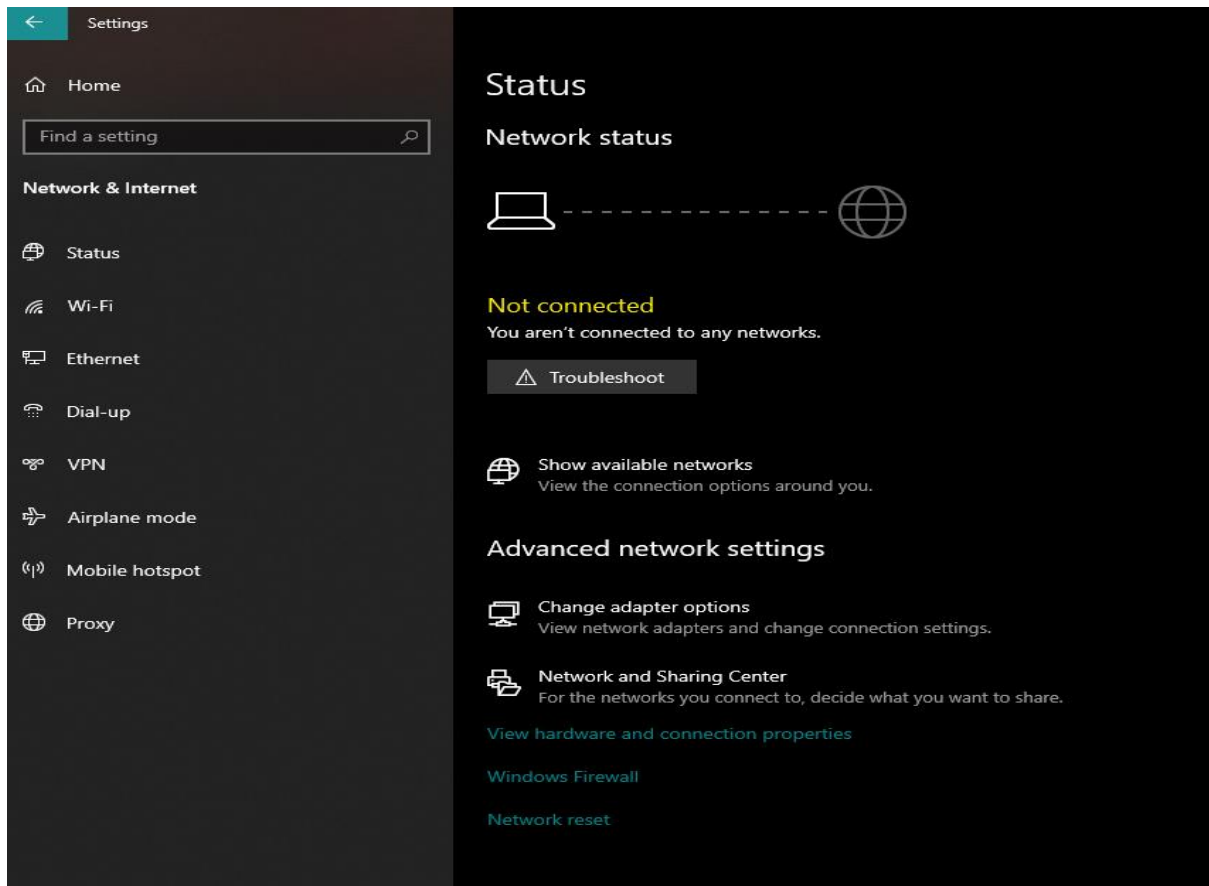 Settings
Home
Find a setting
Network & Internet
Status
Wi-Fi
Ethernet
Dial-up
VPN
Airplane mode
Mobile hotspot
Proxy
Status
Network status
Not connected
You aren't connected to any networks.
Troubleshoot
Show available networks
View the connection options around you.
Advanced network settings
Change adapter options
View network adapters and change connection settings.
Network and Sharing Center
For the networks you connect to, decide what you want to share.
View hardware and connection properties
Windows Firewall
Network reset